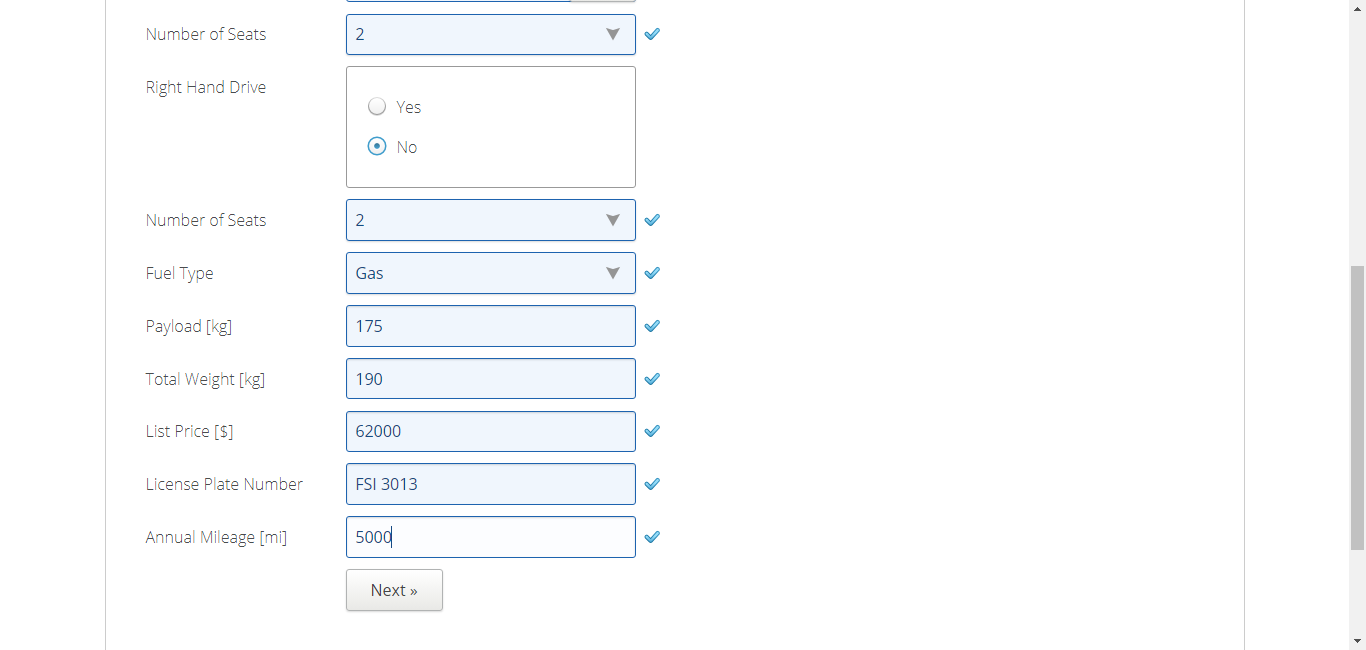 Number of Seats 2
Right Hand Drive
Yes
No
Number of Seats 2
Fuel Type Gas
Payload [kg] 175
Total Weight [kg] 190
List Price [$] 62000
License Plate Number FSI 3013
Annual Mileage [mi] 5000
Next »